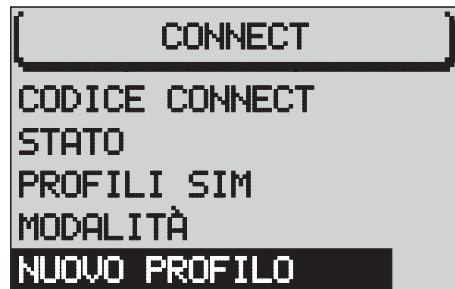 CONNECT
CODICE CONNECT
STATO
PROFILI SIM
MODALITÀ
NUOVO PROFILO